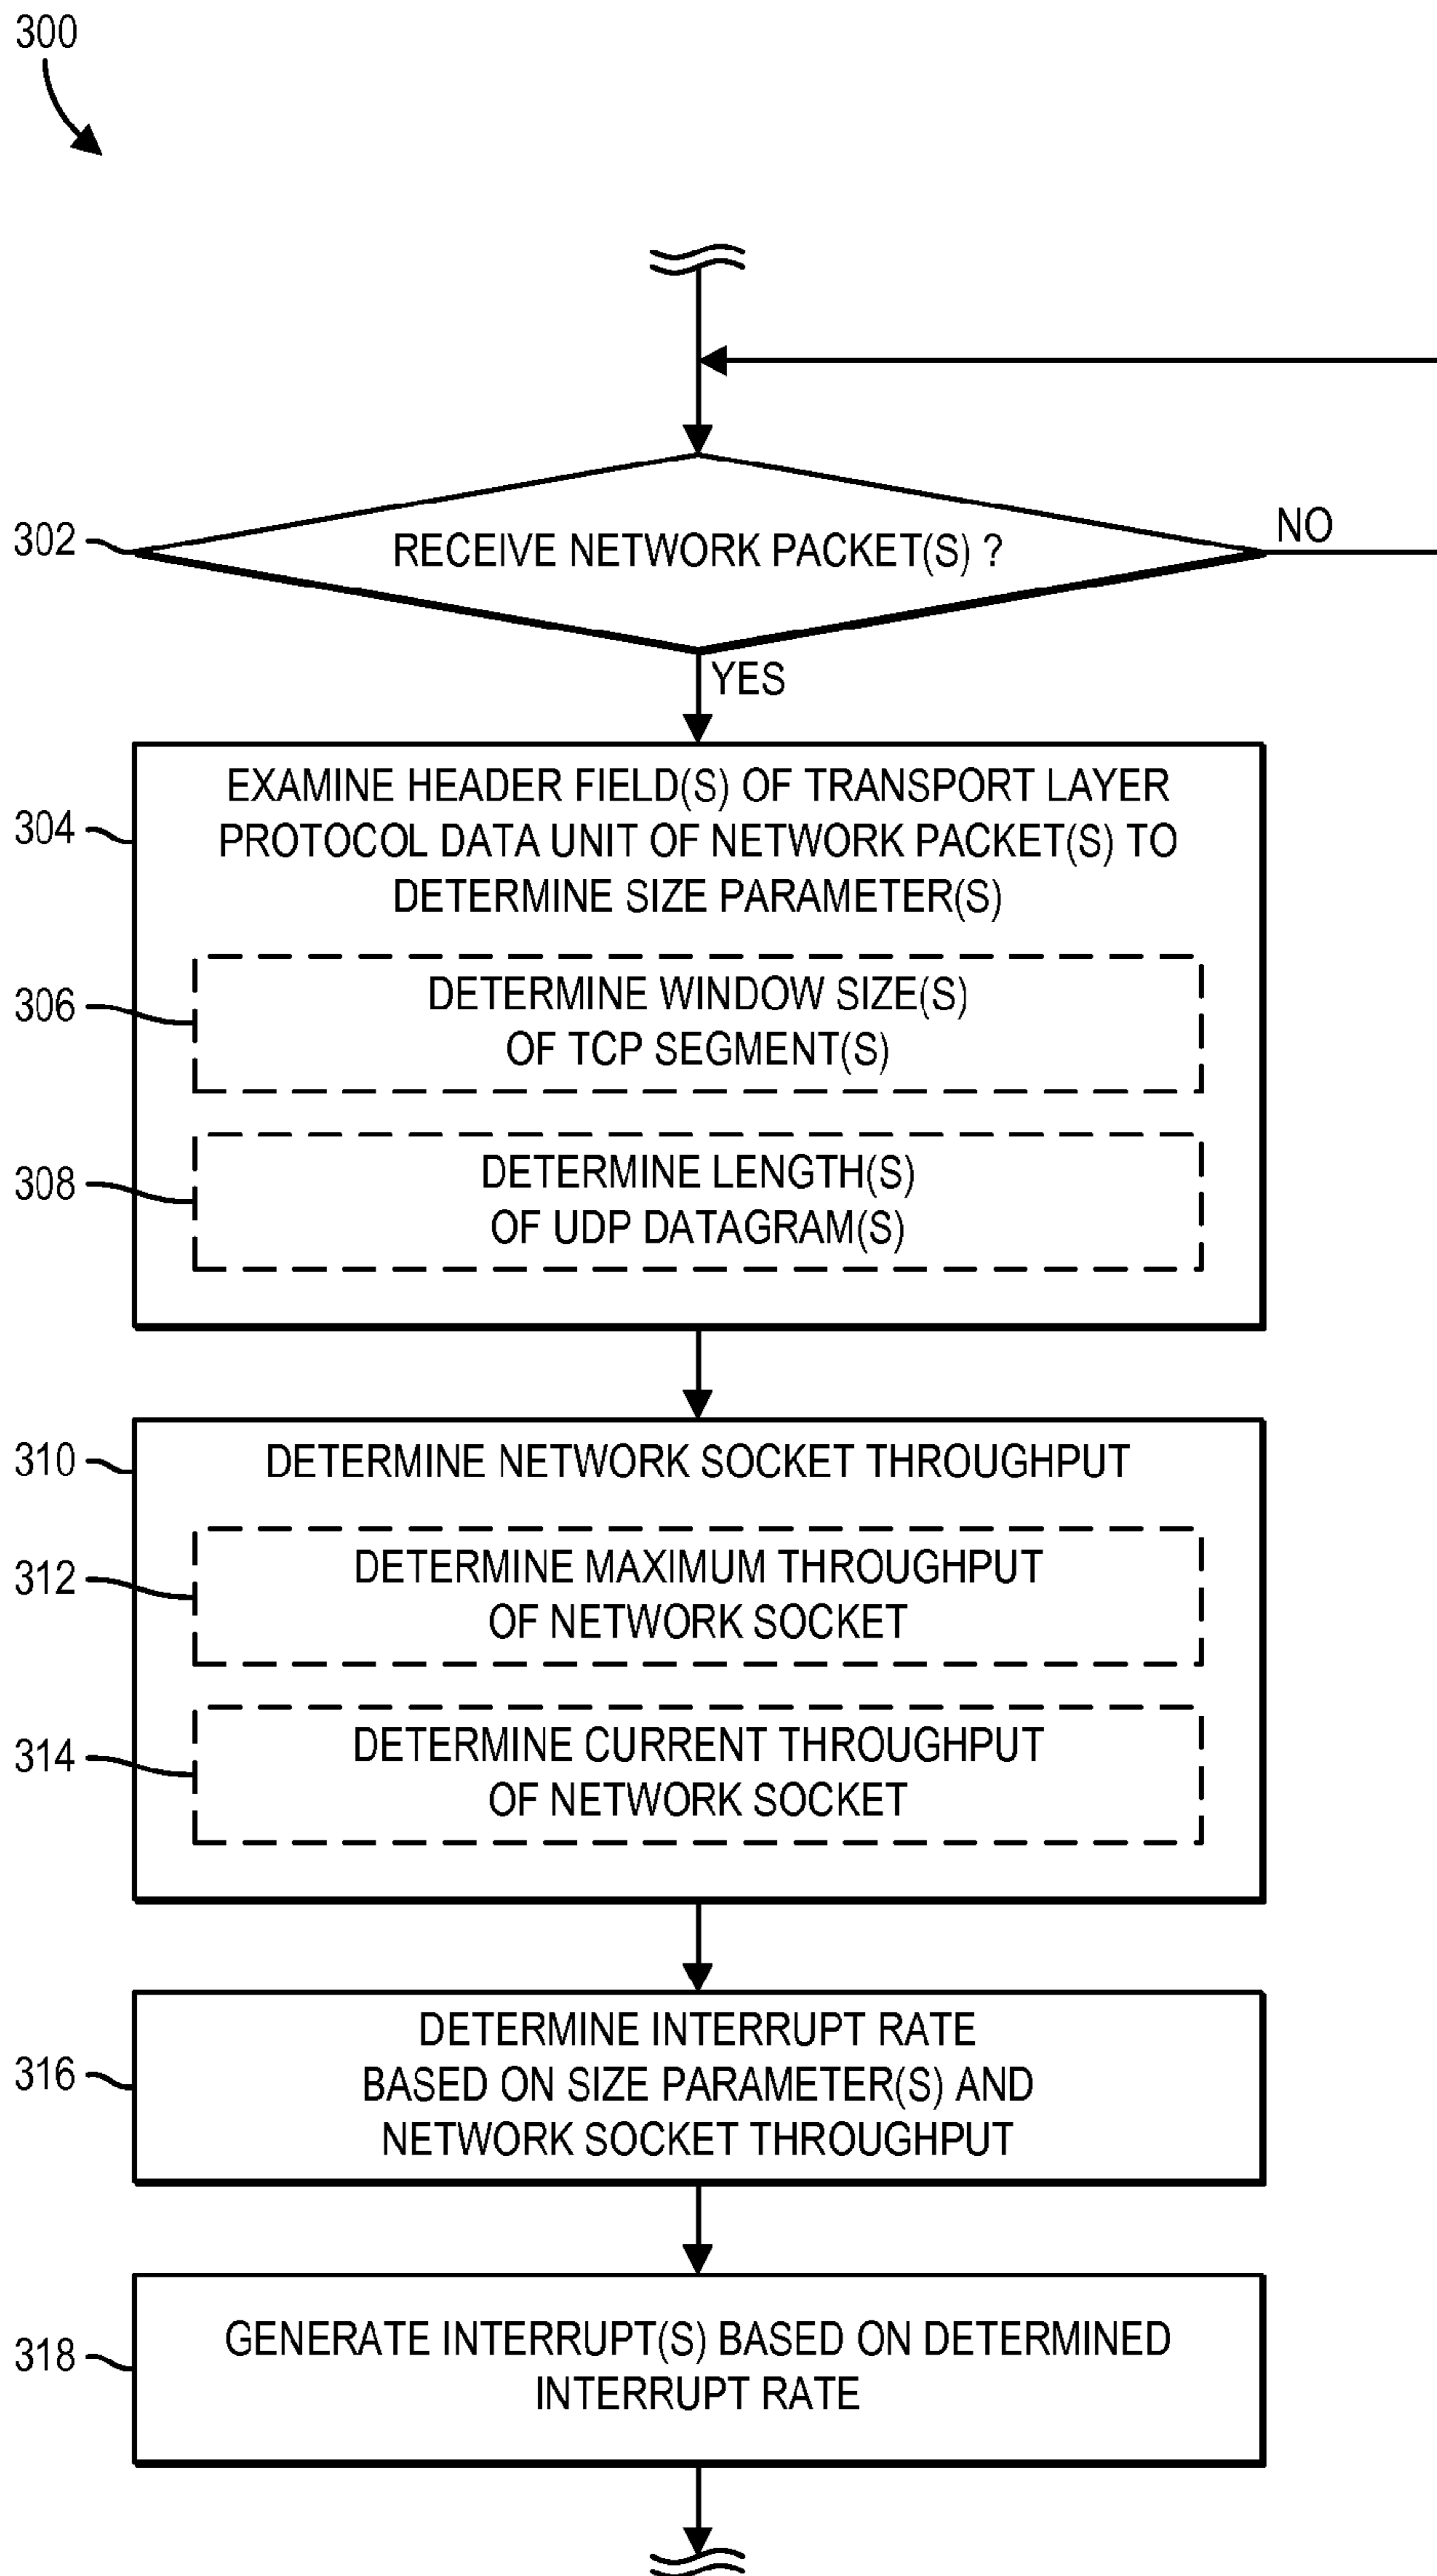 300
302
RECEIVE NETWORK PACKET(S) ?
NO
YES
304
EXAMINE HEADER FIELD(S) OF TRANSPORT LAYER
PROTOCOL DATA UNIT OF NETWORK PACKET(S) TO
DETERMINE SIZE PARAMETER(S)
306
DETERMINE WINDOW SIZE(S)
OF TCP SEGMENT(S)
308
DETERMINE LENGTH(S)
OF UDP DATAGRAM(S)
310
DETERMINE NETWORK SOCKET THROUGHPUT
312
DETERMINE MAXIMUM THROUGHPUT
OF NETWORK SOCKET
314
DETERMINE CURRENT THROUGHPUT
OF NETWORK SOCKET
316
DETERMINE INTERRUPT RATE
BASED ON SIZE PARAMETER(S) AND
NETWORK SOCKET THROUGHPUT
318
GENERATE INTERRUPT(S) BASED ON DETERMINED
INTERRUPT RATE